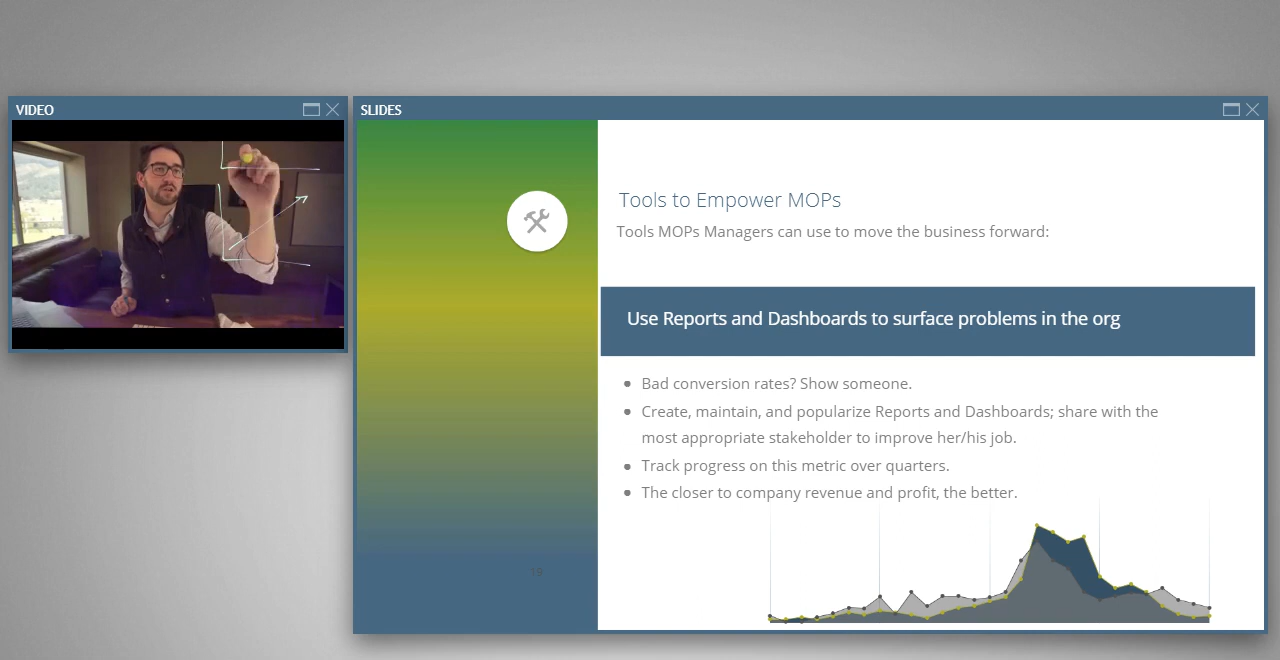 VIDEO
SLIDES
Tools to Empower MOPs
Tools MOPs Managers can use to move the business forward:
Use Reports and Dashboards to surface problems in the org
• Bad conversion rates? Show someone.
• Create, maintain, and popularize Reports and Dashboards; share with the
most appropriate stakeholder to improve her/his job.
• Track progress on this metric over quarters.
• The closer to company revenue and profit, the better.
19